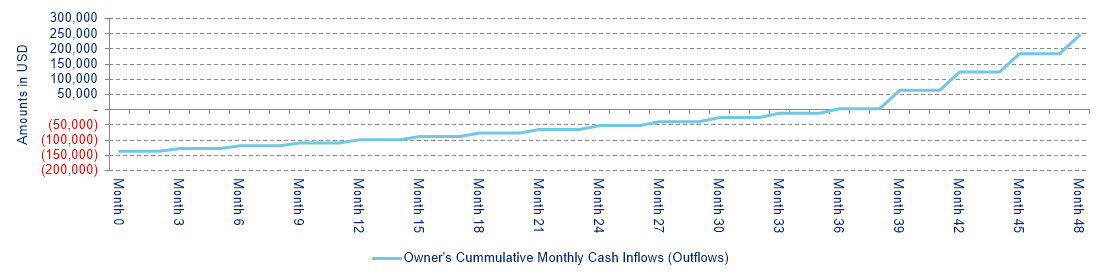 300,000
250,000
200,000
150,000
100,000
50,000
-
(50,000)
(100,000)
(150,000)
(200,000)
Amounts in USD
Month 0
Month 3
Month 6
Month 9
Month 12
Month 15
Month 18
Month 21
Month 24
Month 27
Month 30
Month 33
Month 36
Month 39
Month 42
Month 45
Month 48
Owner's Cummulative Monthly Cash Inflows (Outflows)